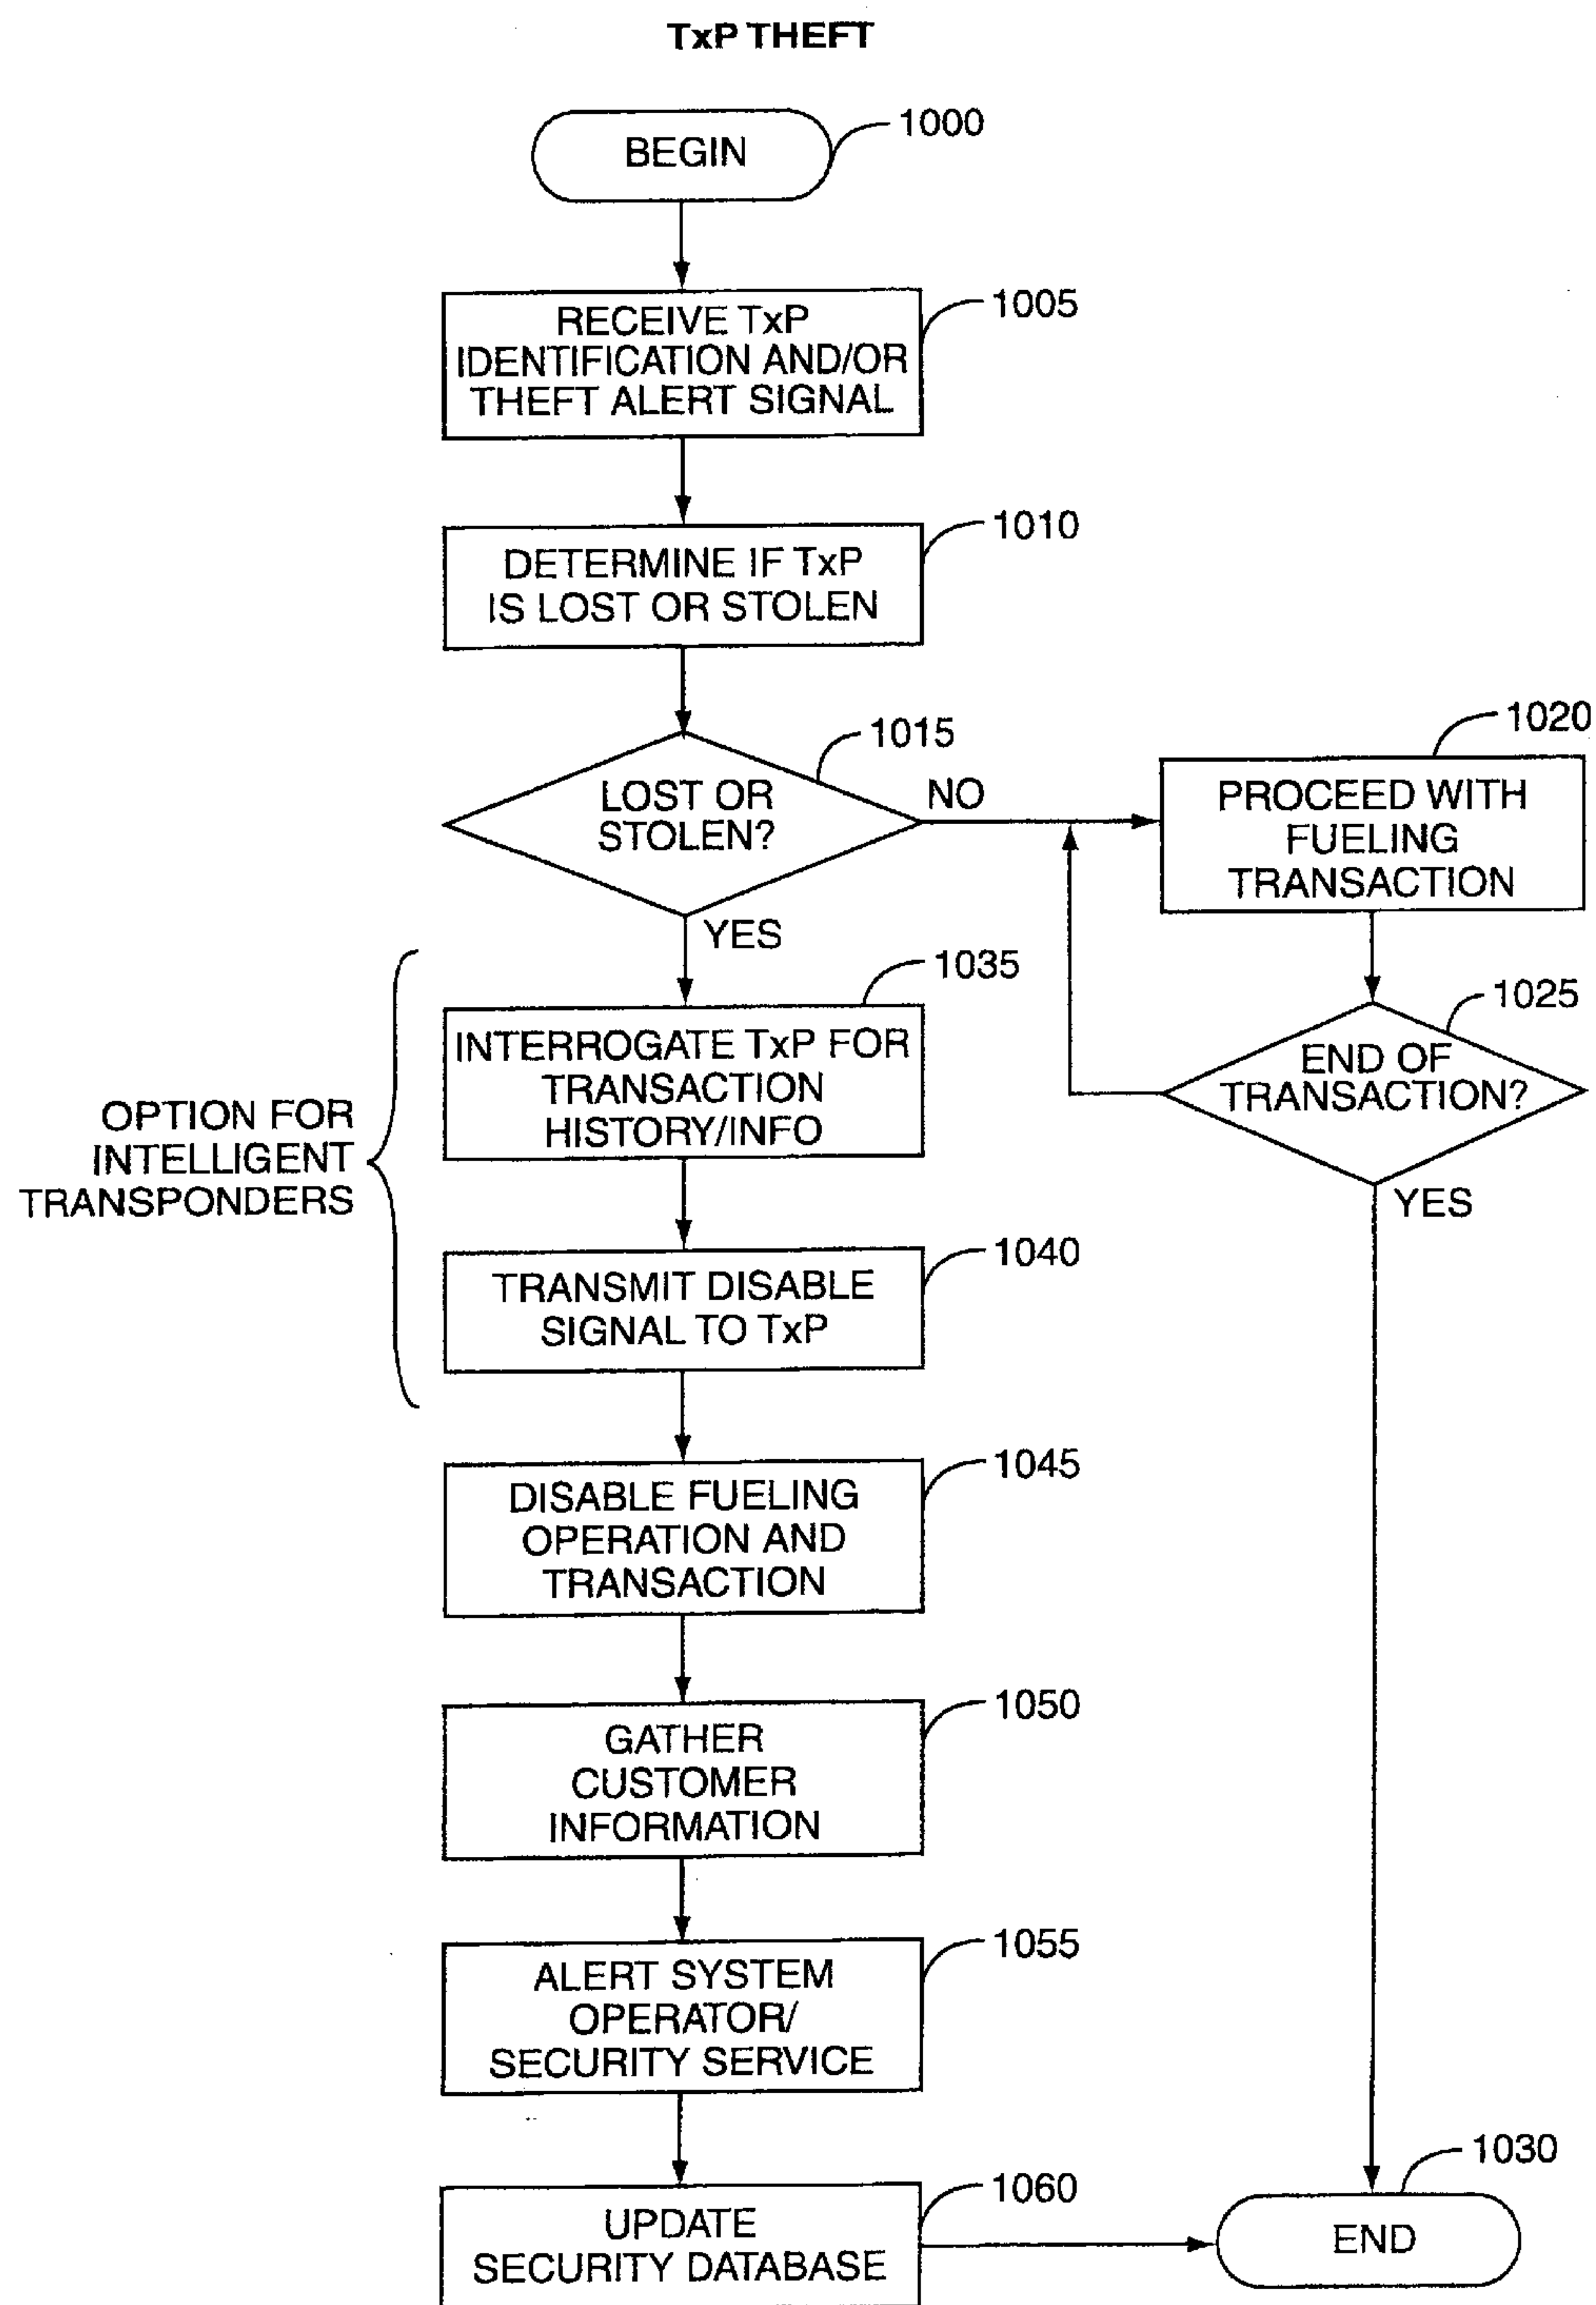 TxP THEFT
BEGIN
1000
RECEIVE TxP
IDENTIFICATION AND/OR
THEFT ALERT SIGNAL
1005
DETERMINE IF TxP
IS LOST OR STOLEN
1010
LOST OR
STOLEN?
1015
NO
YES
PROCEED WITH
FUELING
TRANSACTION
1020
END OF
TRANSACTION?
1025
YES
OPTION FOR
INTELLIGENT
TRANSPONDERS
INTERROGATE TxP FOR
TRANSACTION
HISTORY/INFO
1035
TRANSMIT DISABLE
SIGNAL TO TxP
1040
DISABLE FUELING
OPERATION AND
TRANSACTION
1045
GATHER
CUSTOMER
INFORMATION
1050
ALERT SYSTEM
OPERATOR/
SECURITY SERVICE
1055
UPDATE
SECURITY DATABASE
1060
END
1030